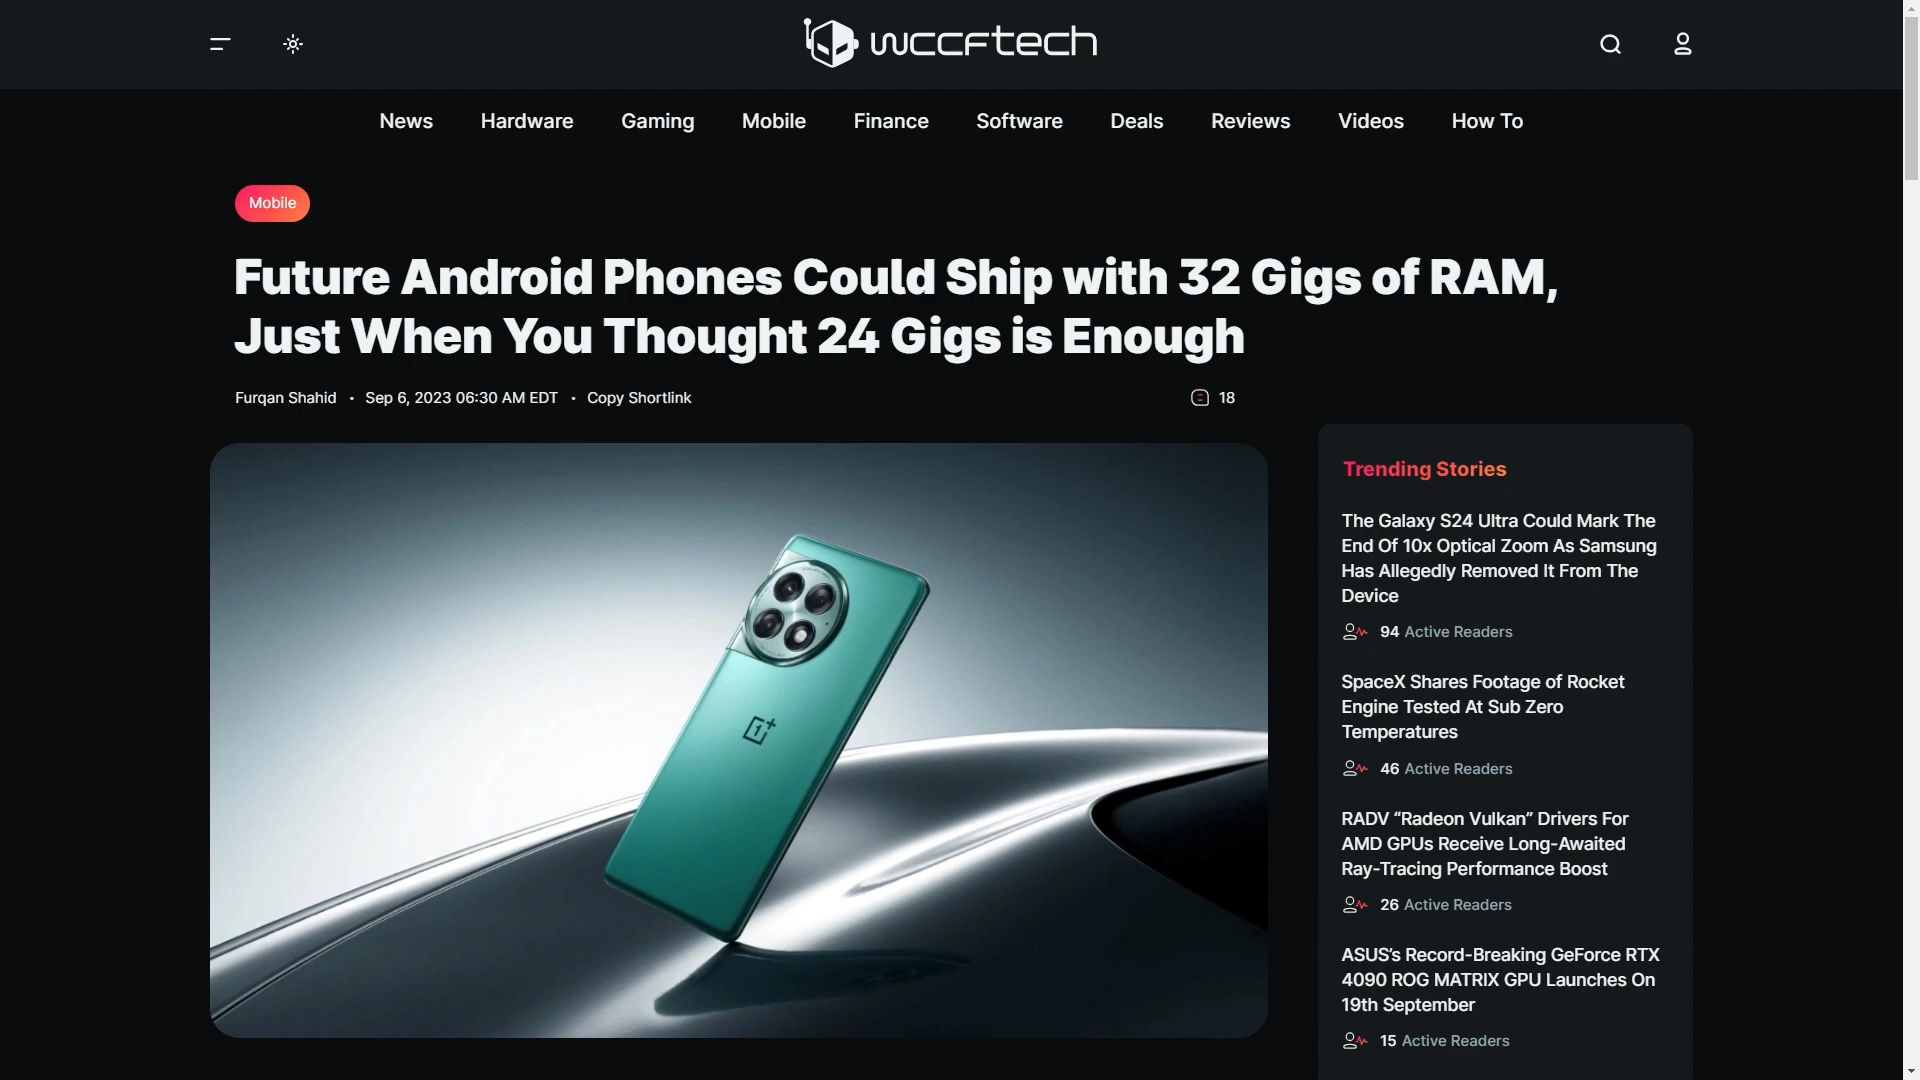 wccftech
News Hardware Gaming Mobile Finance Software Deals Reviews Videos How To
Mobile
Future Android Phones Could Ship with 32 Gigs of RAM,
Just When You Thought 24 Gigs is Enough
Furqan Shahid • Sep 6, 2023 06:30 AM EDT • Copy Shortlink
18
1+
Trending Stories
The Galaxy S24 Ultra Could Mark The
End Of 10x Optical Zoom As Samsung
Has Allegedly Removed It From The
Device
94 Active Readers
SpaceX Shares Footage of Rocket
Engine Tested At Sub Zero
Temperatures
46 Active Readers
RADV “Radeon Vulkan” Drivers For
AMD GPUs Receive Long-Awaited
Ray-Tracing Performance Boost
26 Active Readers
ASUS’s Record-Breaking GeForce RTX
4090 ROG MATRIX GPU Launches On
19th September
15 Active Readers